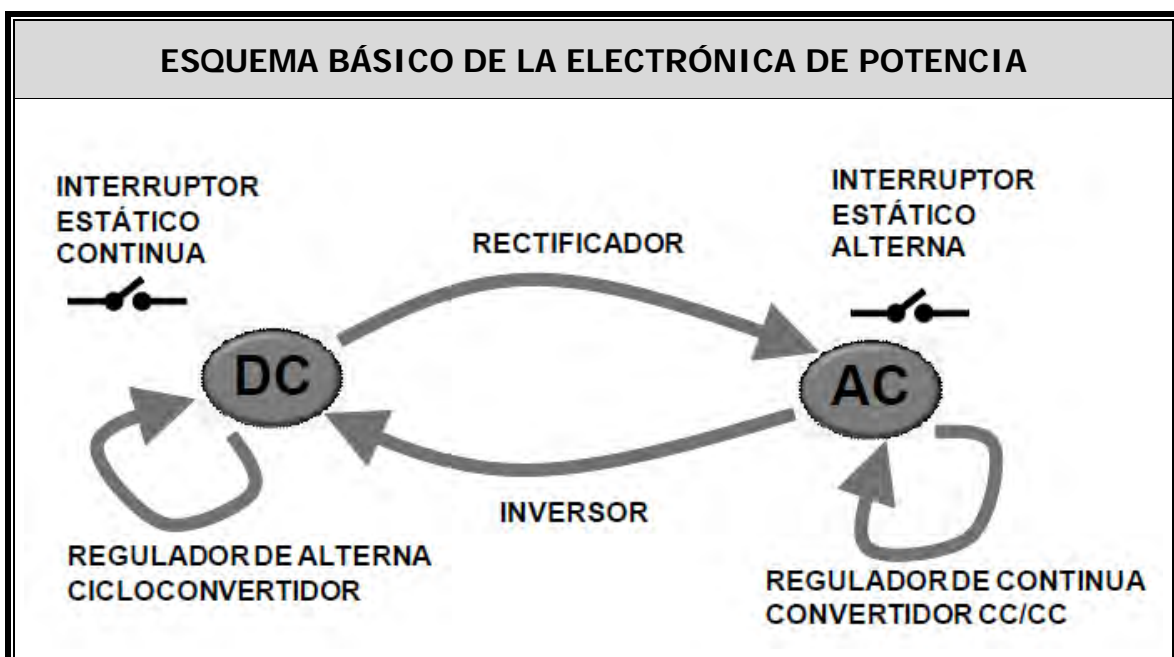 ESQUEMA BÁSICO DE LA ELECTRÓNICA DE POTENCIA
INTERRUPTOR
ESTÁTICO
CONTINUA
INTERRUPTOR
ESTÁTICO
ALTERNA
RECTIFICADOR
DC
AC
INVERSOR
REGULADOR DE ALTERNA
CICLOCONVERTIDOR
REGULADOR DE CONTINUA
CONVERTIDOR CC/CC